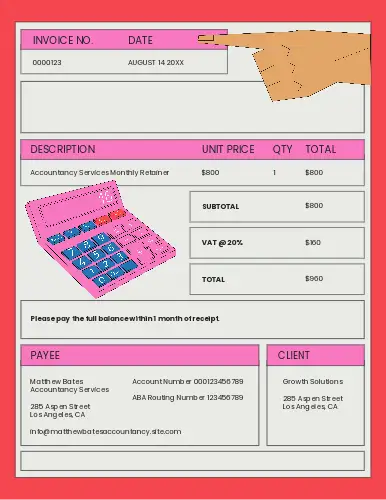 INVOICE NO. DATE
0000123 AUGUST 14 20XX
DESCRIPTION UNIT PRICE QTY TOTAL
Accountancy Services Monthly Retainer $800 1 $800
SUBTOTAL $800
VAT @ 20% $160
TOTAL $960
Please pay the full balance within 1 month of receipt.
PAYEE
Matthew Bates
Accountancy Services
285 Aspen Street
Los Angeles, CA
info@matthewbatesaccountancy.site.com
Account Number 000123456789
ABA Routing Number 123456789
CLIENT
Growth Solutions
285 Aspen Street
Los Angeles, CA